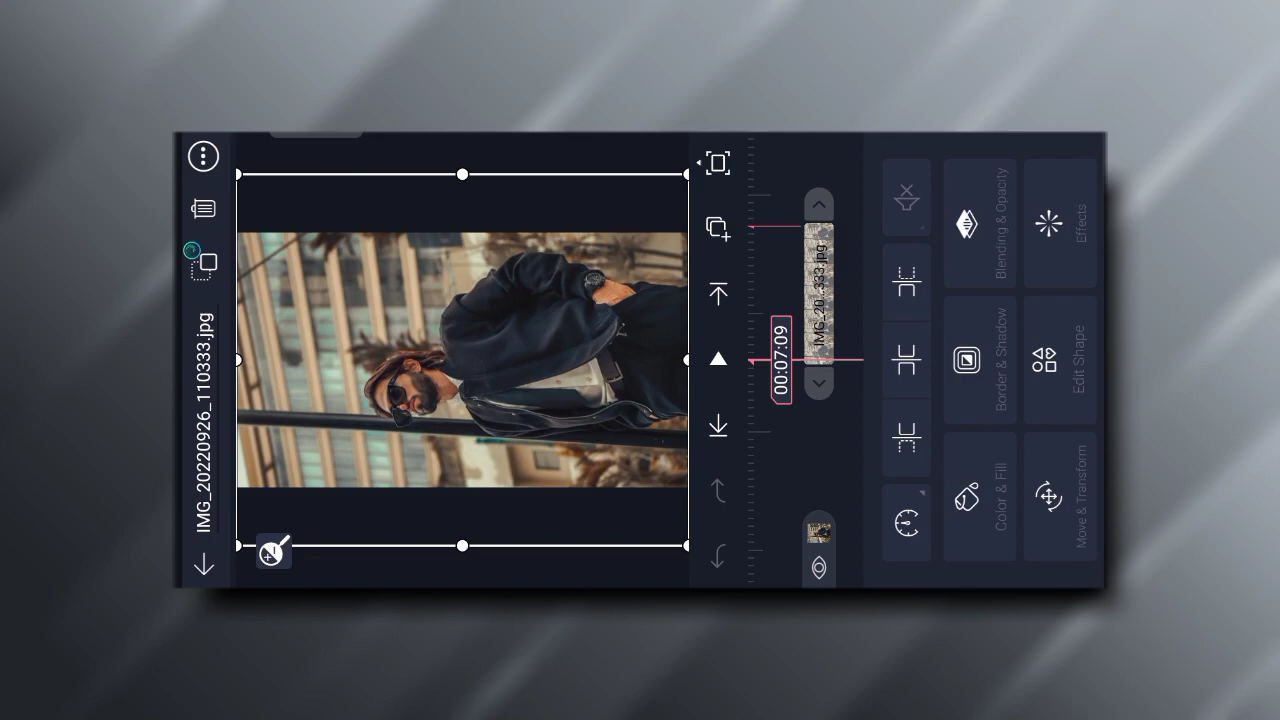 IMG_20220926_110333.jpg
00:07:09
IMG_20...333.jpg
Color & Fill
Border & Shadow
Blending & Opacity
Move & Transform
Edit Shape
Effects